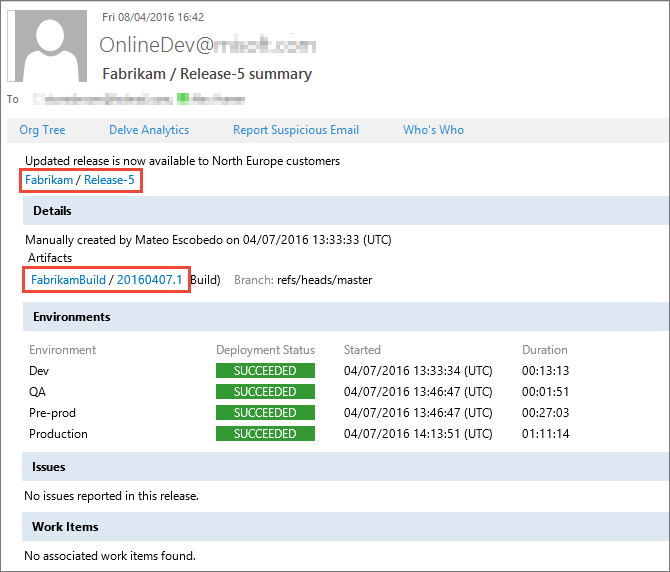 Fri 08/04/2016 16:42
OnlineDev@
Fabrikam / Release-5 summary
To
Org Tree Delve Analytics Report Suspicious Email Who's Who
Updated release is now available to North Europe customers
Fabrikam / Release-5
Details
Manually created by Mateo Escobedo on 04/07/2016 13:33:33 (UTC)
Artifacts
FabrikamBuild / 20160407.1 Build) Branch: refs/heads/master
Environments
Environment Deployment Status Started Duration
Dev SUCCEEDED 04/07/2016 13:33:34 (UTC) 00:13:13
QA SUCCEEDED 04/07/2016 13:46:47 (UTC) 00:01:51
Pre-prod SUCCEEDED 04/07/2016 13:46:47 (UTC) 00:27:03
Production SUCCEEDED 04/07/2016 14:13:51 (UTC) 01:11:14
Issues
No issues reported in this release.
Work Items
No associated work items found.